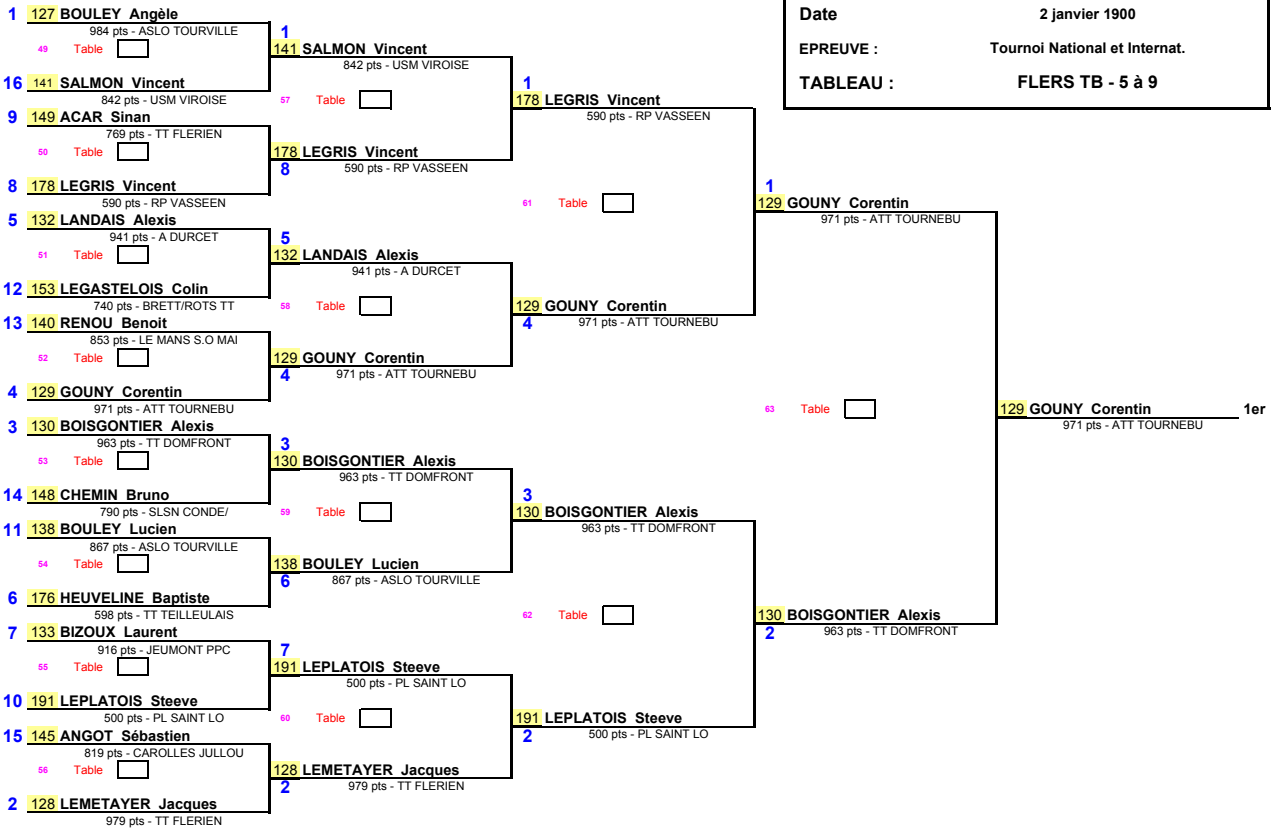 Date 2 janvier 1900
EPREUVE : Tournoi National et Internat.
TABLEAU : FLERS TB - 5 à 9
1 127 BOULEY Angèle
984 pts - ASLO TOURVILLE
49 Table
16 141 SALMON Vincent
842 pts - USM VIROISE
9 149 ACAR Sinan
769 pts - TT FLERIEN
50 Table
8 178 LEGRIS Vincent
590 pts - RP VASSEEN
5 132 LANDAIS Alexis
941 pts - A DURCET
51 Table
12 153 LEGASTELOIS Colin
740 pts - BRETT/ROTS TT
13 140 RENOU Benoit
853 pts - LE MANS S.O MAI
52 Table
4 129 GOUNY Corentin
971 pts - ATT TOURNEBU
3 130 BOISGONTIER Alexis
963 pts - TT DOMFRONT
53 Table
14 148 CHEMIN Bruno
790 pts - SLSN CONDE/
11 138 BOULEY Lucien
867 pts - ASLO TOURVILLE
54 Table
6 176 HEUVELINE Baptiste
598 pts - TT TEILLEULAIS
7 133 BIZOUX Laurent
916 pts - JEUMONT PPC
55 Table
10 191 LEPLATOIS Steeve
500 pts - PL SAINT LO
15 145 ANGOT Sébastien
819 pts - CAROLLES JULLOU
56 Table
2 128 LEMETAYER Jacques
979 pts - TT FLERIEN
1
141 SALMON Vincent
842 pts - USM VIROISE
57 Table
178 LEGRIS Vincent
8 590 pts - RP VASSEEN
5
132 LANDAIS Alexis
941 pts - A DURCET
58 Table
129 GOUNY Corentin
4 971 pts - ATT TOURNEBU
3
130 BOISGONTIER Alexis
963 pts - TT DOMFRONT
59 Table
138 BOULEY Lucien
6 867 pts - ASLO TOURVILLE
7
191 LEPLATOIS Steeve
500 pts - PL SAINT LO
60 Table
128 LEMETAYER Jacques
2 979 pts - TT FLERIEN
1
178 LEGRIS Vincent
590 pts - RP VASSEEN
61 Table
129 GOUNY Corentin
4 971 pts - ATT TOURNEBU
3
130 BOISGONTIER Alexis
963 pts - TT DOMFRONT
62 Table
191 LEPLATOIS Steeve
2 500 pts - PL SAINT LO
1
129 GOUNY Corentin
971 pts - ATT TOURNEBU
63 Table
130 BOISGONTIER Alexis
2 963 pts - TT DOMFRONT
129 GOUNY Corentin 1er
971 pts - ATT TOURNEBU